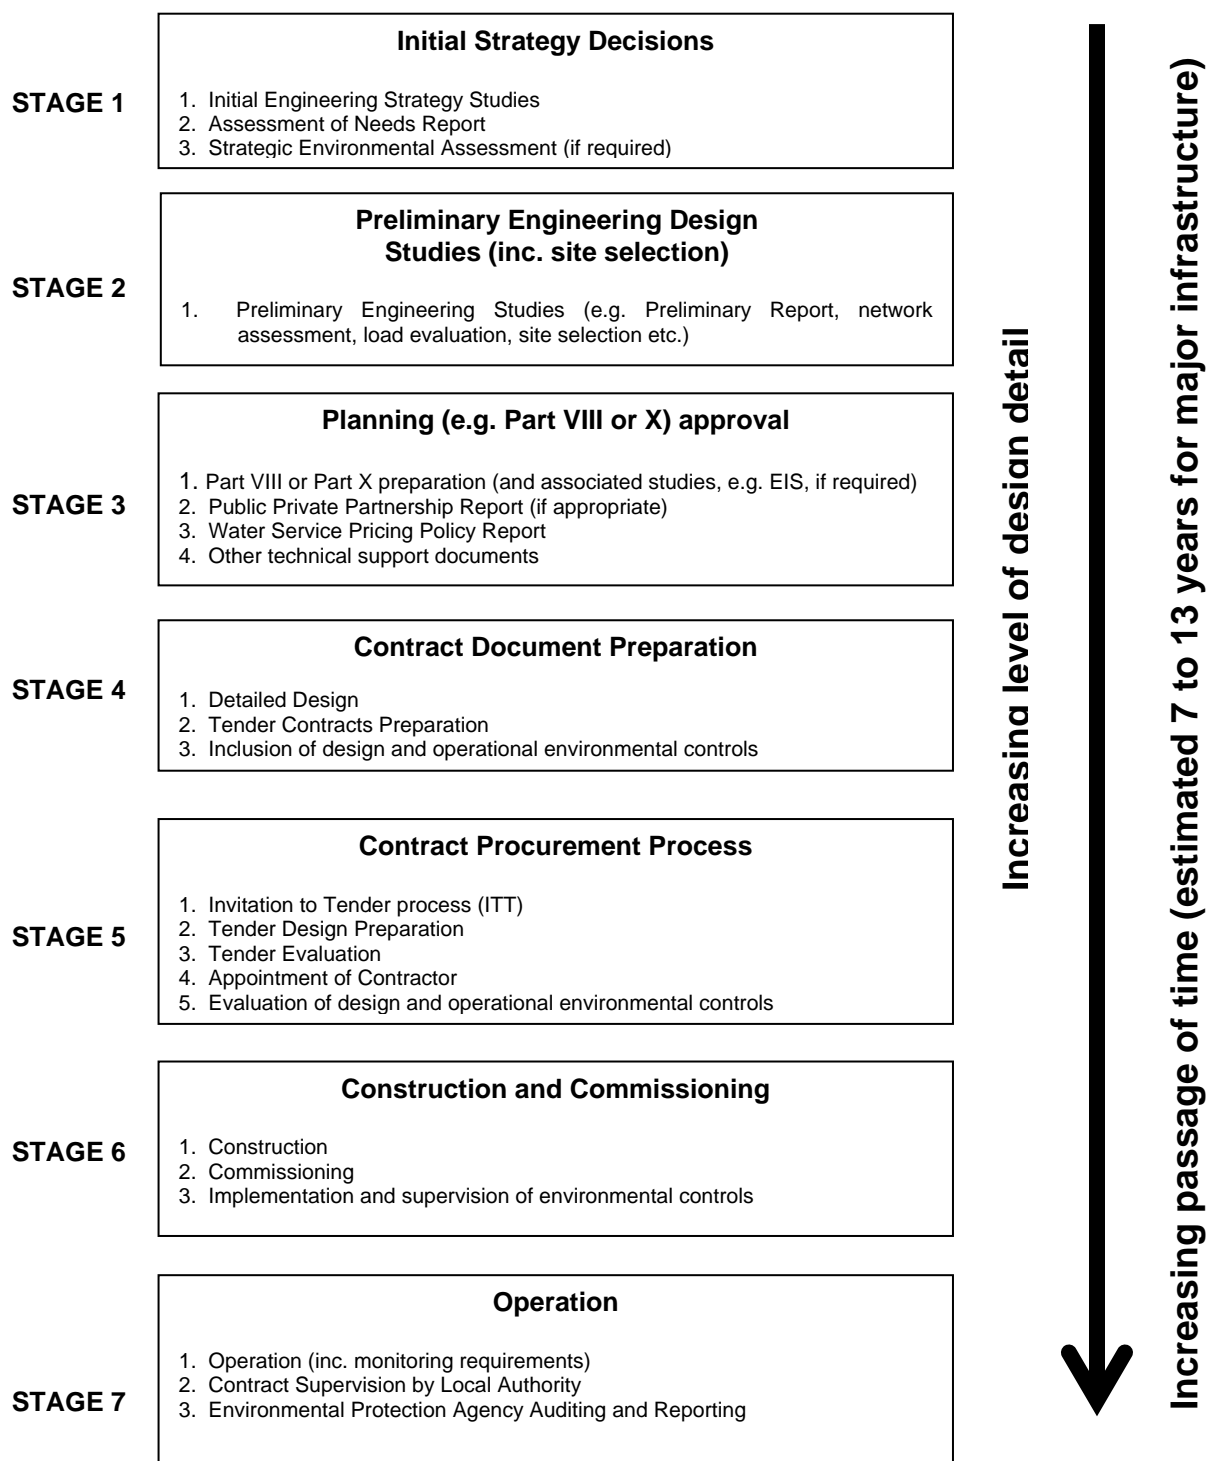 Initial Strategy Decisions
STAGE 1
1. Initial Engineering Strategy Studies
2. Assessment of Needs Report
3. Strategic Environmental Assessment (if required)
Preliminary Engineering Design
Studies (inc. site selection)
STAGE 2
1. Preliminary Engineering Studies (e.g. Preliminary Report, network
assessment, load evaluation, site selection etc.)
Planning (e.g. Part VIII or X) approval
STAGE 3
1. Part VIII or Part X preparation (and associated studies, e.g. EIS, if required)
2. Public Private Partnership Report (if appropriate)
3. Water Service Pricing Policy Report
4. Other technical support documents
Contract Document Preparation
STAGE 4
1. Detailed Design
2. Tender Contracts Preparation
3. Inclusion of design and operational environmental controls
Contract Procurement Process
STAGE 5
1. Invitation to Tender process (ITT)
2. Tender Design Preparation
3. Tender Evaluation
4. Appointment of Contractor
5. Evaluation of design and operational environmental controls
Construction and Commissioning
STAGE 6
1. Construction
2. Commissioning
3. Implementation and supervision of environmental controls
Operation
STAGE 7
1. Operation (inc. monitoring requirements)
2. Contract Supervision by Local Authority
3. Environmental Protection Agency Auditing and Reporting
Increasing level of design detail
Increasing passage of time (estimated 7 to 13 years for major infrastructure)